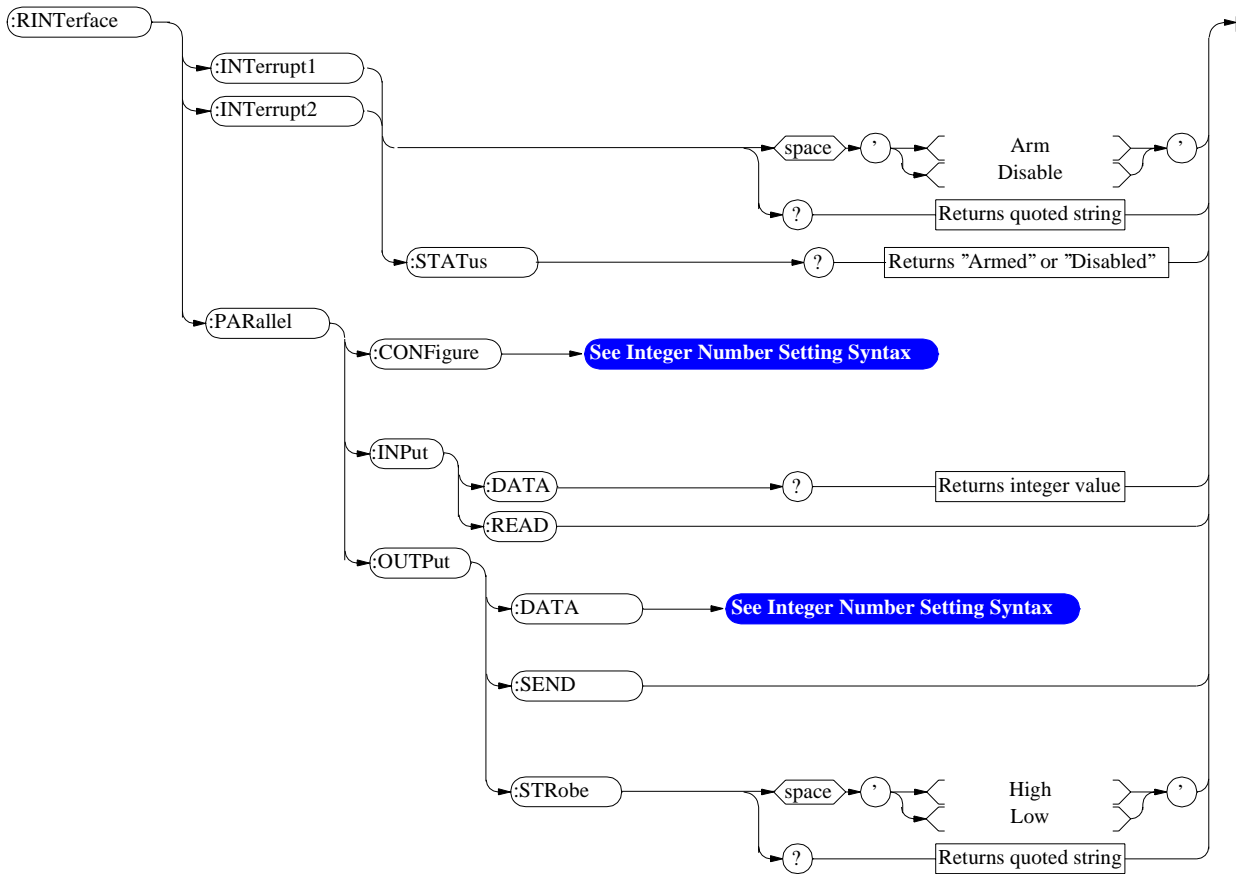 :RINTerface
:INTerrupt1
:INTerrupt2
space ’ Arm ’
Disable
? Returns quoted string
:STATus ? Returns ”Armed” or ”Disabled”
:PARallel
:CONFigure See Integer Number Setting Syntax
:INPut
:DATA ? Returns integer value
:READ
:OUTPut
:DATA See Integer Number Setting Syntax
:SEND
:STRobe space ’ High ’
Low
? Returns quoted string